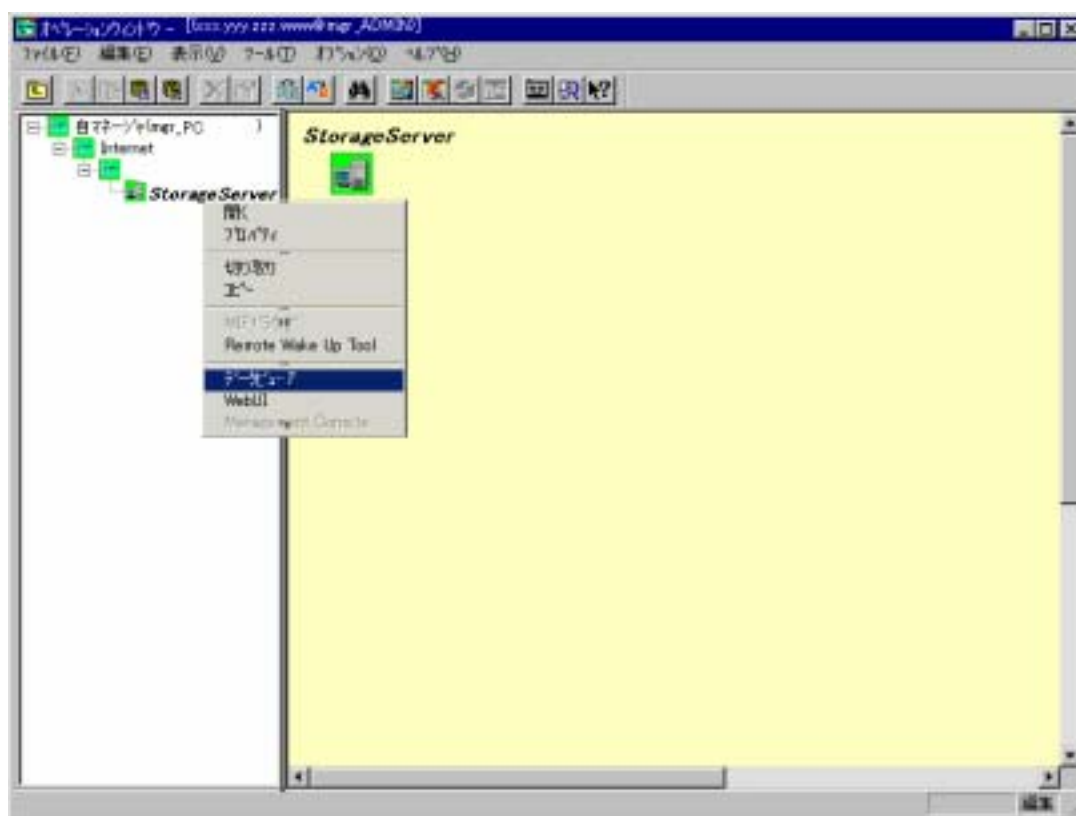 オペレーションウィンドウ - [xxx.yyy.zzz.www@mgr_ADMIN0]
ファイル(F) 編集(E) 表示(V) ツール(T) オプション(O) ヘルプ(H)
自マネージャ(mgr_PC )
Internet
StorageServer
StorageServer
開く
プロパティ
切り取り
コピー
Remote Wake Up Tool
データビューア
WebUI
Management Console
編集